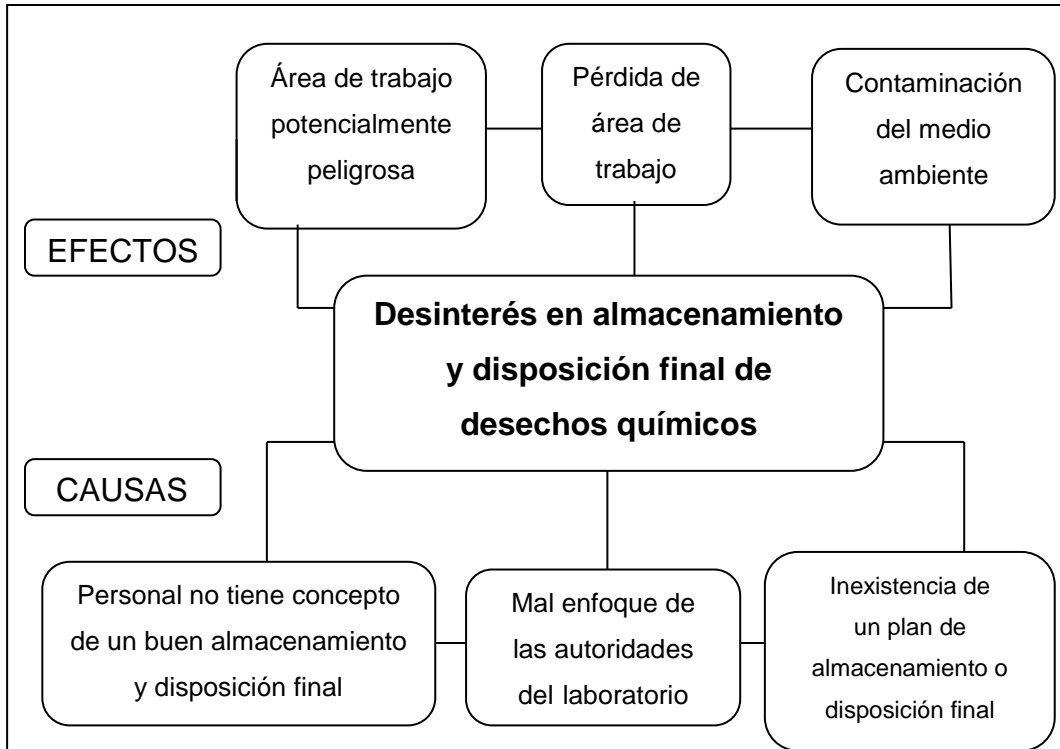 Área de trabajo
potencialmente
peligrosa
Pérdida de
área de
trabajo
Contaminación
del medio
ambiente
EFECTOS
Desinterés en almacenamiento
y disposición final de
desechos químicos
CAUSAS
Personal no tiene concepto
de un buen almacenamiento
y disposición final
Mal enfoque de
las autoridades
del laboratorio
Inexistencia de
un plan de
almacenamiento o
disposición final